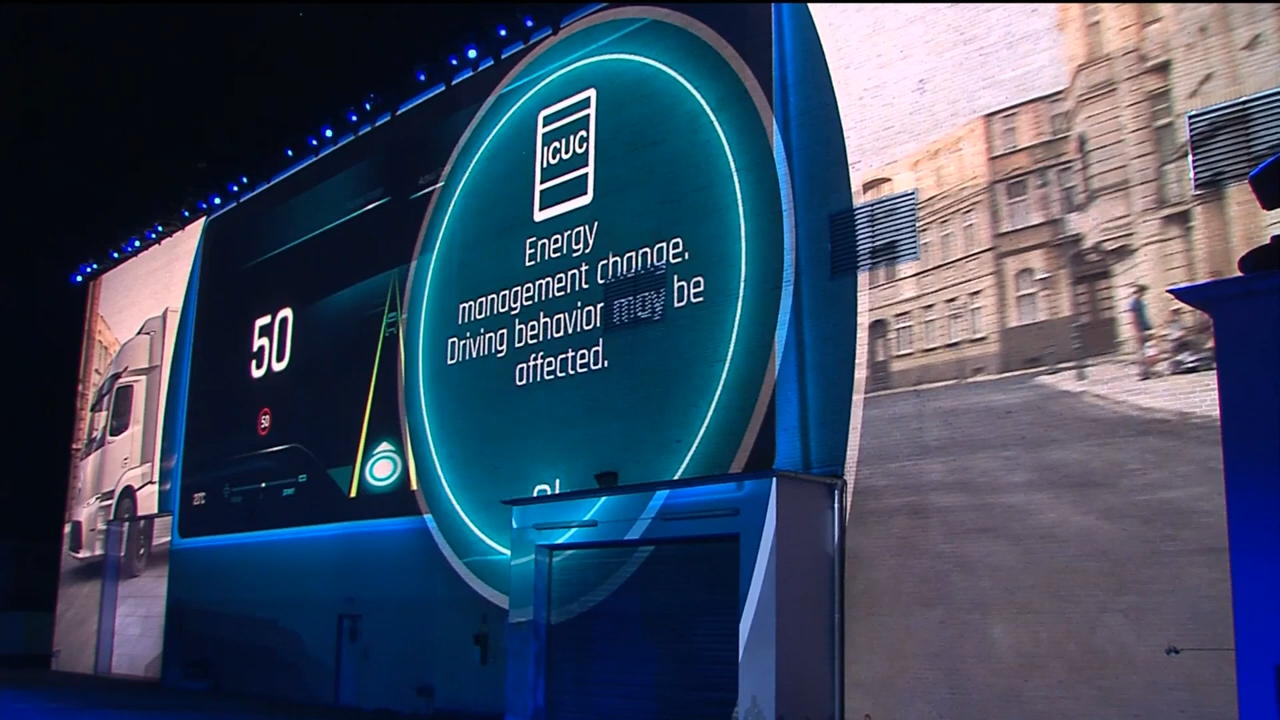 ICUC
Energy
management change.
Driving behavior may be
affected.
50
50